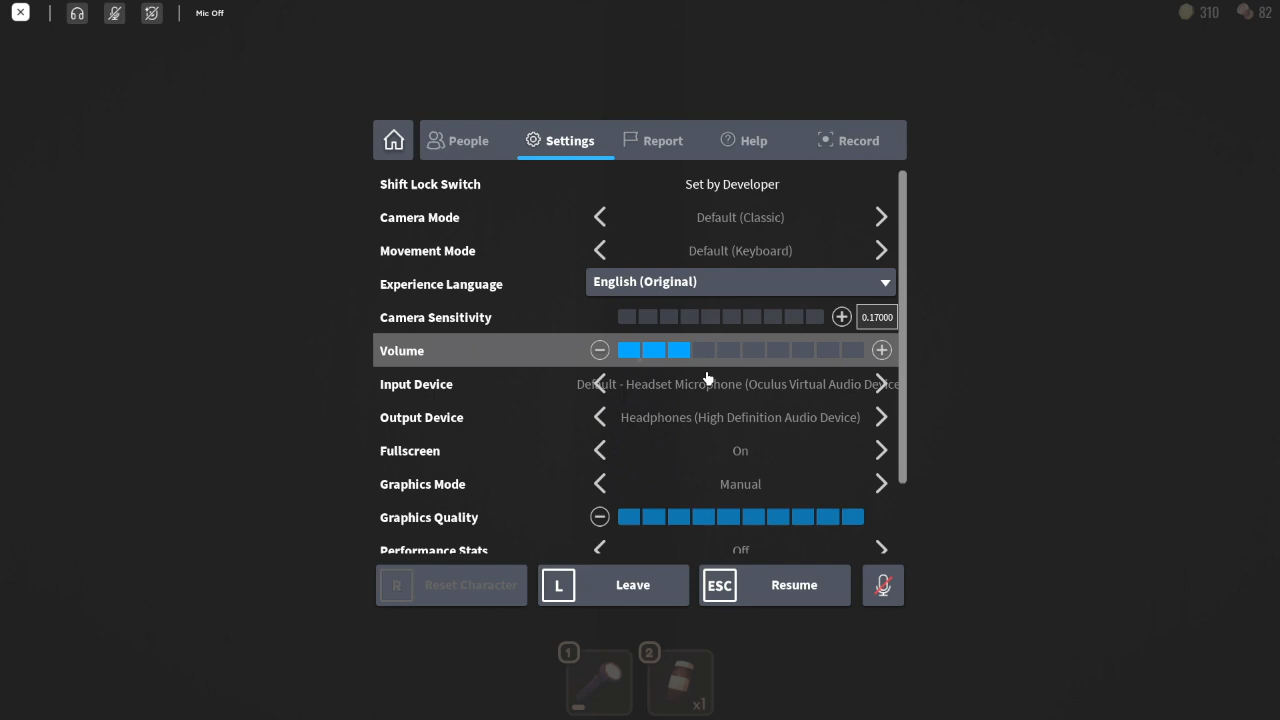 Mic Off
310 82
People Settings Report Help Record
Shift Lock Switch Set by Developer
Camera Mode Default (Classic)
Movement Mode Default (Keyboard)
Experience Language English (Original)
Camera Sensitivity 0.17000
Volume
Input Device Default - Headset Microphone (Oculus Virtual Audio Device
Output Device Headphones (High Definition Audio Device)
Fullscreen On
Graphics Mode Manual
Graphics Quality
Performance Stats Off
R Reset Character L Leave ESC Resume
1 2
x1